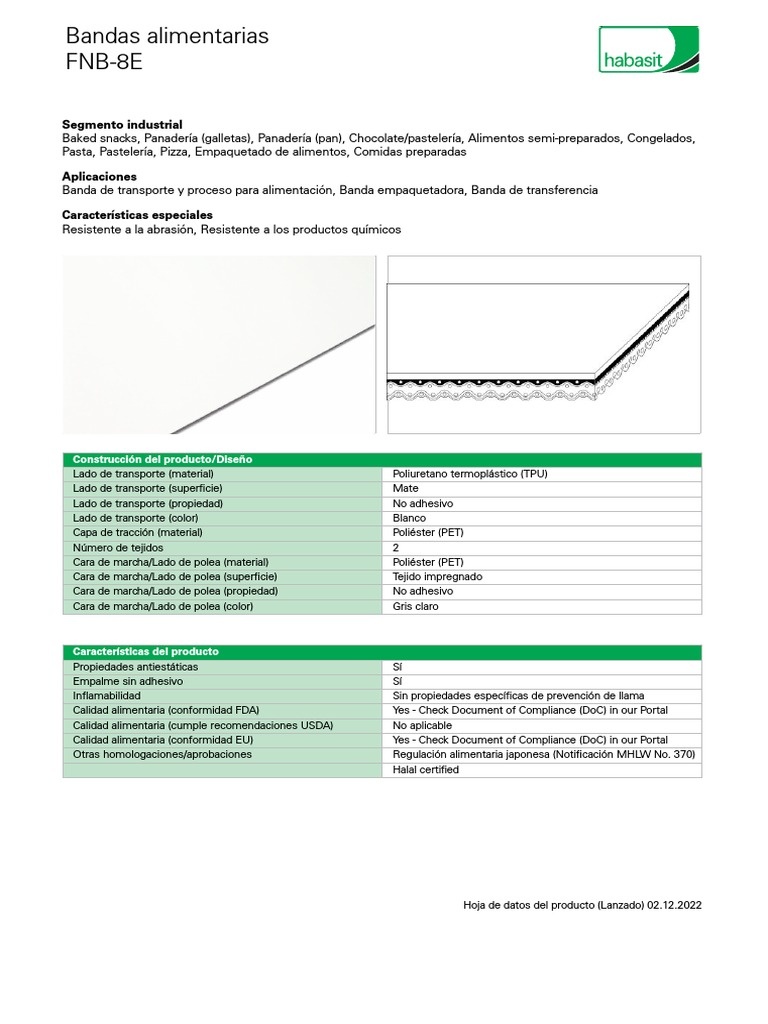 Bandas alimentarias
FNB-8E
habasit
Segmento industrial
Baked snacks, Panadería (galletas), Panadería (pan), Chocolate/pastelería, Alimentos semi-preparados, Congelados,
Pasta, Pastelería, Pizza, Empaquetado de alimentos, Comidas preparadas
Aplicaciones
Banda de transporte y proceso para alimentación, Banda empaquetadora, Banda de transferencia
Características especiales
Resistente a la abrasión, Resistente a los productos químicos
Construcción del producto/Diseño
Lado de transporte (material) Poliuretano termoplástico (TPU)
Lado de transporte (superficie) Mate
Lado de transporte (propiedad) No adhesivo
Lado de transporte (color) Blanco
Capa de tracción (material) Poliéster (PET)
Número de tejidos 2
Cara de marcha/Lado de polea (material) Poliéster (PET)
Cara de marcha/Lado de polea (superficie) Tejido impregnado
Cara de marcha/Lado de polea (propiedad) No adhesivo
Cara de marcha/Lado de polea (color) Gris claro
Características del producto
Propiedades antiestáticas Sí
Empalme sin adhesivo Sí
Inflamabilidad Sin propiedades específicas de prevención de llama
Calidad alimentaria (conformidad FDA) Yes - Check Document of Compliance (DoC) in our Portal
Calidad alimentaria (cumple recomendaciones USDA) No aplicable
Calidad alimentaria (conformidad EU) Yes - Check Document of Compliance (DoC) in our Portal
Otras homologaciones/aprobaciones Regulación alimentaria japonesa (Notificación MHLW No. 370)
Halal certified
Hoja de datos del producto (Lanzado) 02.12.2022